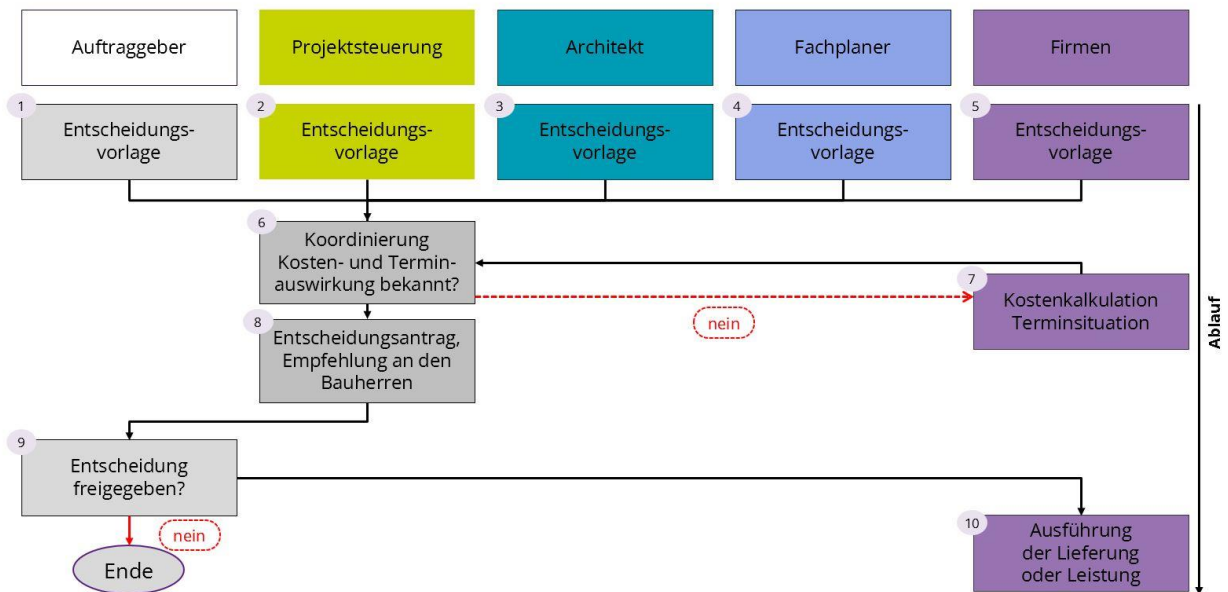 Auftraggeber
Projektsteuerung
Architekt
Fachplaner
Firmen
1
Entscheidungs-
vorlage
2
Entscheidungs-
vorlage
3
Entscheidungs-
vorlage
4
Entscheidungs-
vorlage
5
Entscheidungs-
vorlage
6
Koordinierung
Kosten- und Termin-
auswirkung bekannt?
7
Kostenkalkulation
Terminsituation
nein
8
Entscheidungsantrag,
Empfehlung an den
Bauherren
9
Entscheidung
freigegeben?
nein
Ende
10
Ausführung
der Lieferung
oder Leistung
Ablauf